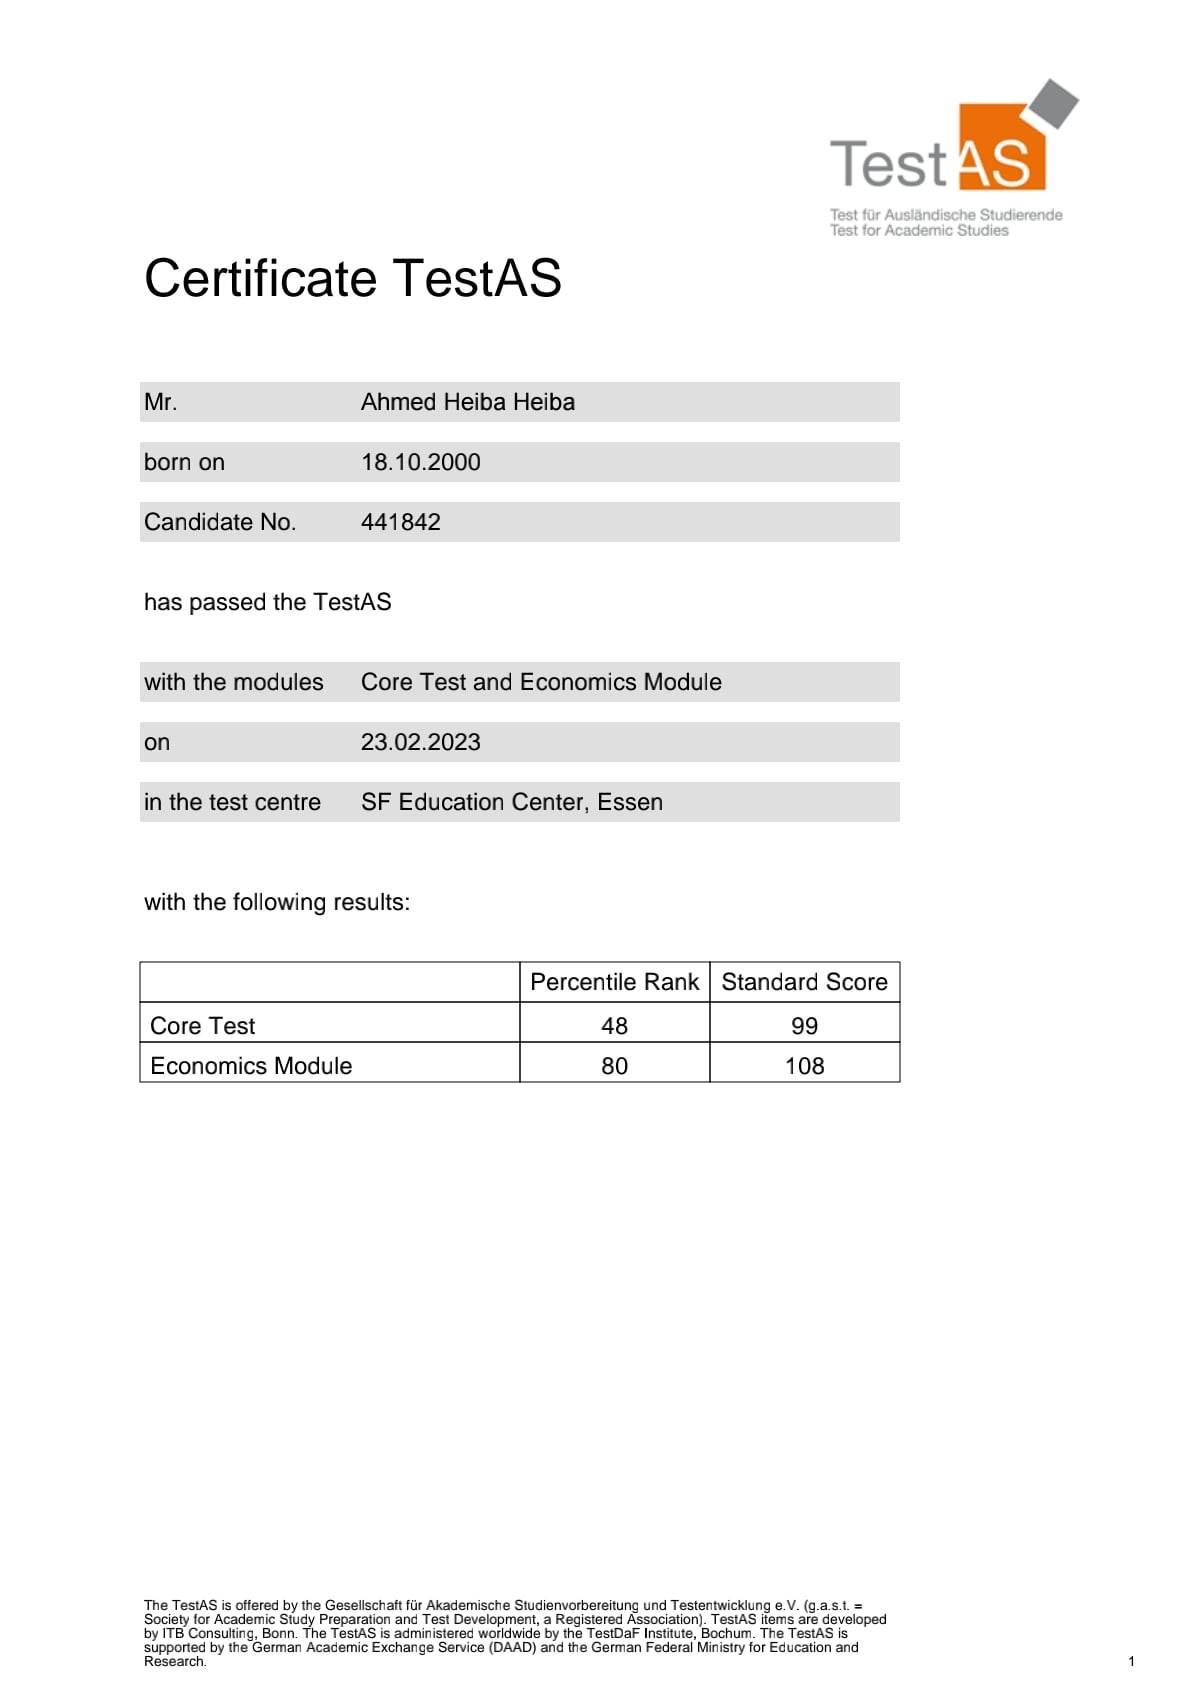 TestAS
Test für Ausländische Studierende
Test for Academic Studies
Certificate TestAS
Mr. Ahmed Heiba Heiba
born on 18.10.2000
Candidate No. 441842
has passed the TestAS
with the modules Core Test and Economics Module
on 23.02.2023
in the test centre SF Education Center, Essen
with the following results:
Percentile Rank Standard Score
Core Test 48 99
Economics Module 80 108
The TestAS is offered by the Gesellschaft für Akademische Studienvorbereitung und Testentwicklung e.V. (g.a.s.t. =
Society for Academic Study Preparation and Test Development, a Registered Association). TestAS items are developed
by ITB Consulting, Bonn. The TestAS is administered worldwide by the TestDaF Institute, Bochum. The TestAS is
supported by the German Academic Exchange Service (DAAD) and the German Federal Ministry for Education and
Research.
1